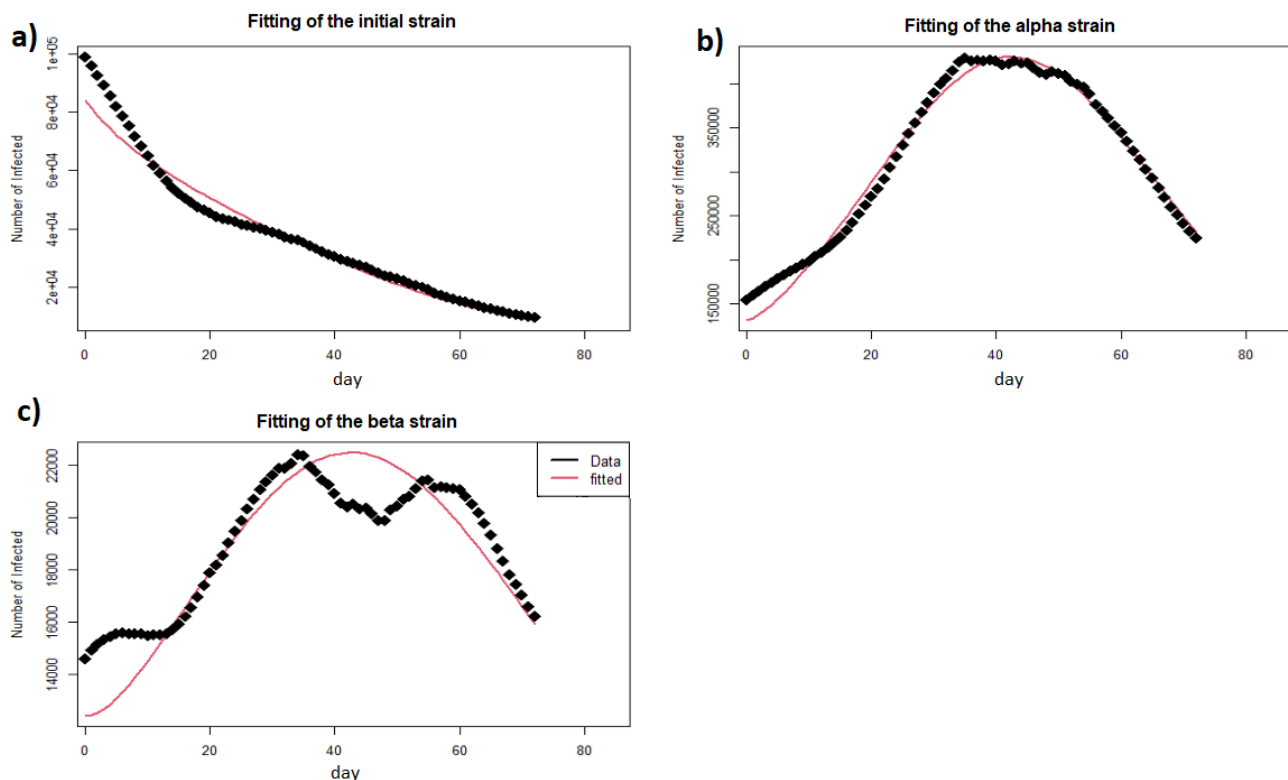 a)
Fitting of the initial strain
Number of Infected
1e+05
8e+04
6e+04
4e+04
2e+04
0 20 40 60 80
day
b)
Fitting of the alpha strain
Number of Infected
350000
250000
150000
0 20 40 60 80
day
c)
Fitting of the beta strain
Number of Infected
22000
20000
18000
16000
14000
Data
fitted
0 20 40 60 80
day